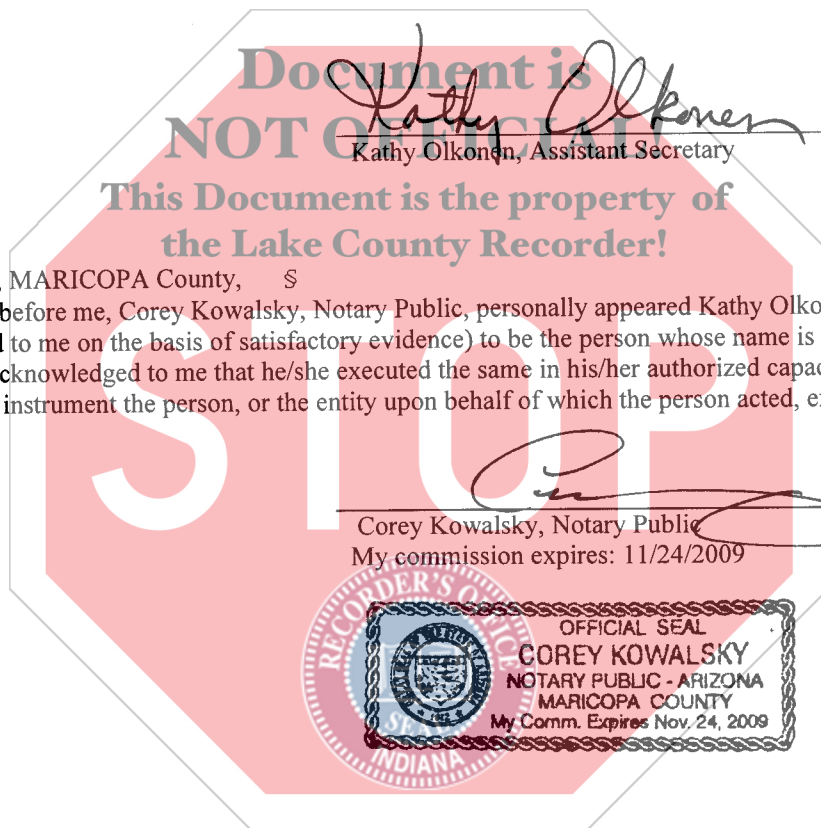 Document is
NOT OFFICIAL
Kathy Olkonen
Kathy Olkonen, Assistant Secretary
This Document is the property of
the Lake County Recorder!
, MARICOPA County, §
before me, Corey Kowalsky, Notary Public, personally appeared Kathy Olko
d to me on the basis of satisfactory evidence) to be the person whose name is
cknowledged to me that he/she executed the same in his/her authorized capac
instrument the person, or the entity upon behalf of which the person acted, e
STOP
Corey Kowalsky, Notary Public
My commission expires: 11/24/2009
RECORDER'S OFFICE
SEAL
INDIANA
OFFICIAL SEAL
COREY KOWALSKY
NOTARY PUBLIC - ARIZONA
MARICOPA COUNTY
My Comm. Expires Nov. 24, 2009